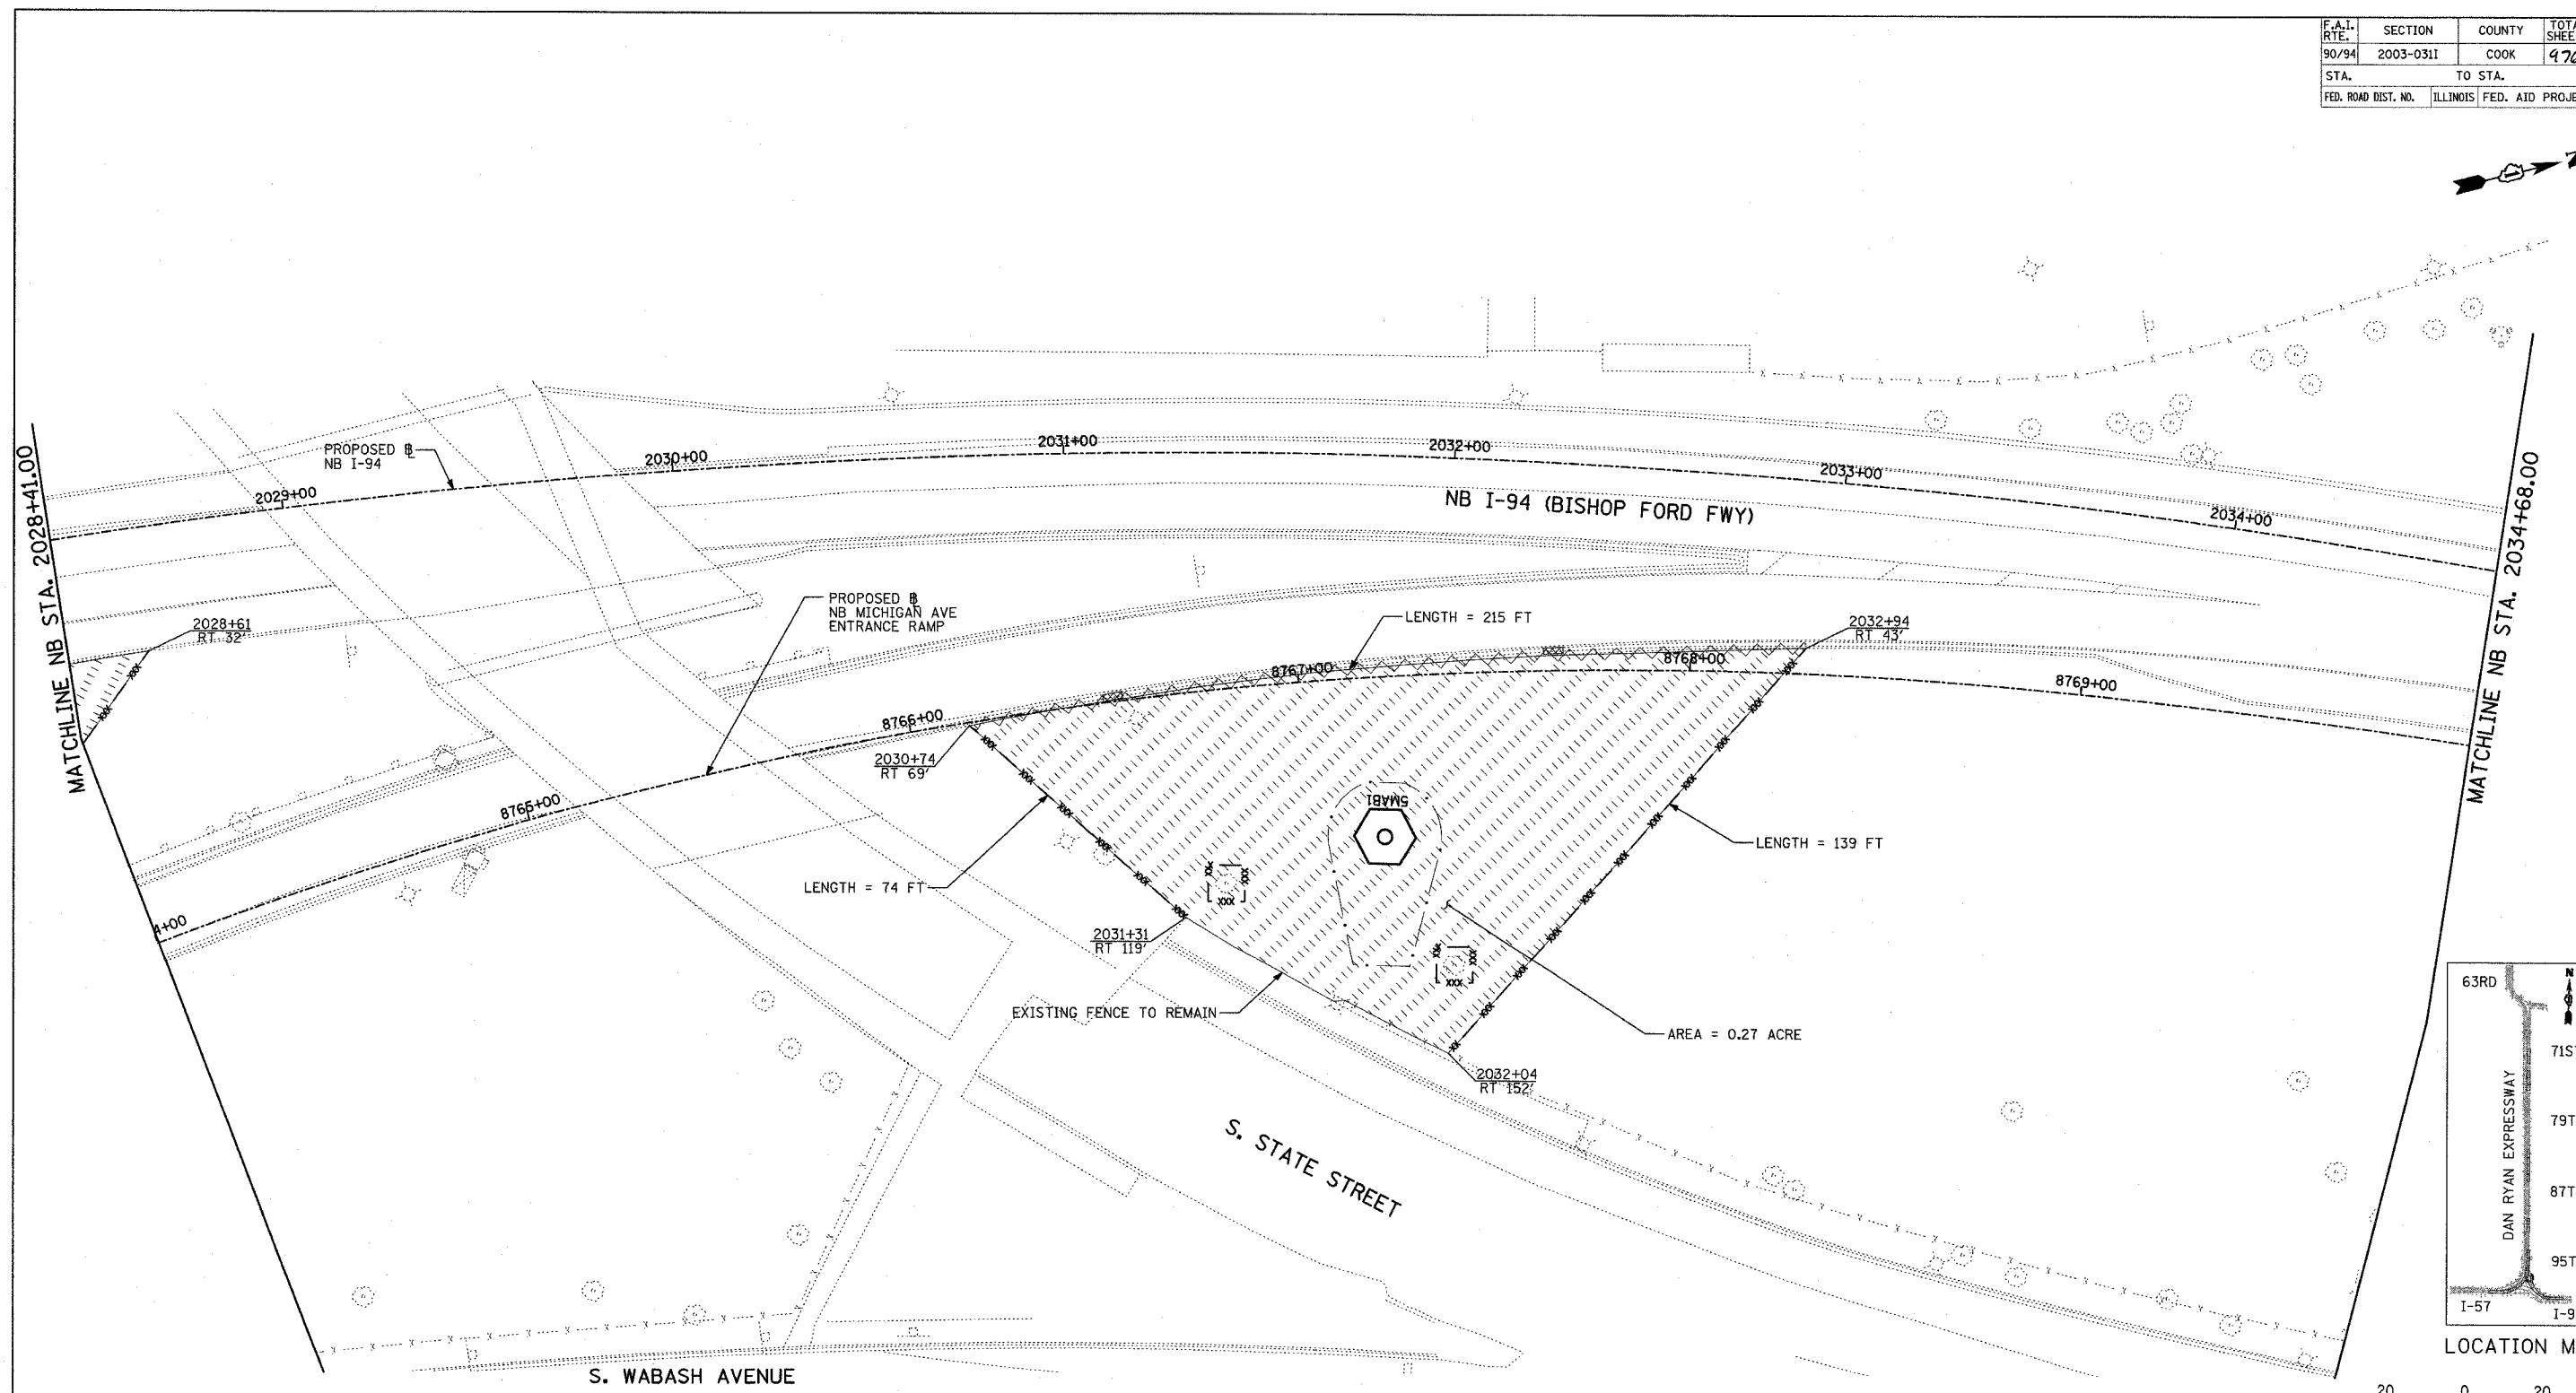 F.A.I. RTE. SECTION COUNTY
90/94 2003-031I COOK
STA. TO STA.
FED. ROAD DIST. NO. ILLINOIS FED. AID
MATCHLINE NB STA. 2028+41.00
PROPOSED
NB I-94
2029+00
2030+00
2031+00
2032+00
2033+00
2034+00
NB I-94 (BISHOP FORD FWY)
MATCHLINE NB STA. 2034+68.00
2028+61
RT 32'
PROPOSED
NB MICHIGAN AVE
ENTRANCE RAMP
LENGTH = 215 FT
2032+94
RT 43'
8765+00
8766+00
8767+00
8768+00
8769+00
2030+74
RT 69'
5MAB1
LENGTH = 74 FT
LENGTH = 139 FT
2031+31
RT 119'
EXISTING FENCE TO REMAIN
AREA = 0.27 ACRE
2032+04
RT 152'
S. STATE STREET
S. WABASH AVENUE
63RD
N
DAN RYAN EXPRESSWAY
I-57
LOCATION
20 0 20